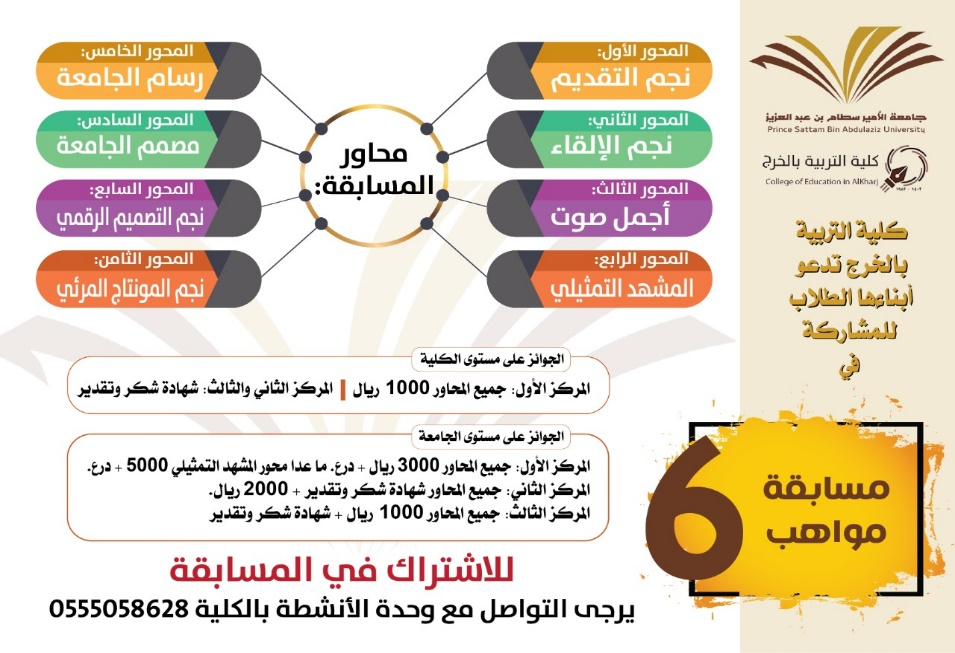 جامعة الأمير سطام بن عبد العزيز
Prince Sattam Bin Abdulaziz University
كلية التربية بالخرج
College of Education in AlKharj
١٤٠٢ - ١٩٨٢
كلية التربية
بالخرج تدعو
أبناءها الطلاب
للمشاركة
في
مسابقة
مواهب
6
محاور
المسابقة:
المحور الأول:
نجم التقديم
المحور الثاني:
نجم الإلقاء
المحور الثالث:
أجمل صوت
المحور الرابع:
المشهد التمثيلي
المحور الخامس:
رسام الجامعة
المحور السادس:
مصمم الجامعة
المحور السابع:
نجم التصميم الرقمي
المحور الثامن:
نجم المونتاج المرئي
الجوائز على مستوى الكلية
المركز الأول: جميع المحاور 1000 ريال | المركز الثاني والثالث: شهادة شكر وتقدير
الجوائز على مستوى الجامعة
المركز الأول: جميع المحاور 3000 ريال + درع. ما عدا محور المشهد التمثيلي 5000 + درع.
المركز الثاني: جميع المحاور شهادة شكر وتقدير + 2000 ريال.
المركز الثالث: جميع المحاور 1000 ريال + شهادة شكر وتقدير
للاشتراك في المسابقة
يرجى التواصل مع وحدة الأنشطة بالكلية 0555058628